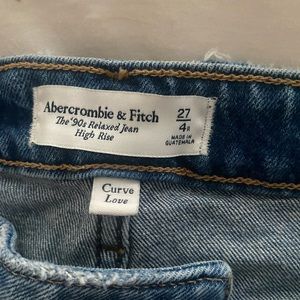 Abercrombie & Fitch
The '90s Relaxed Jean
High Rise
27
4R
MADE IN
GUATEMALA
Curve
Love